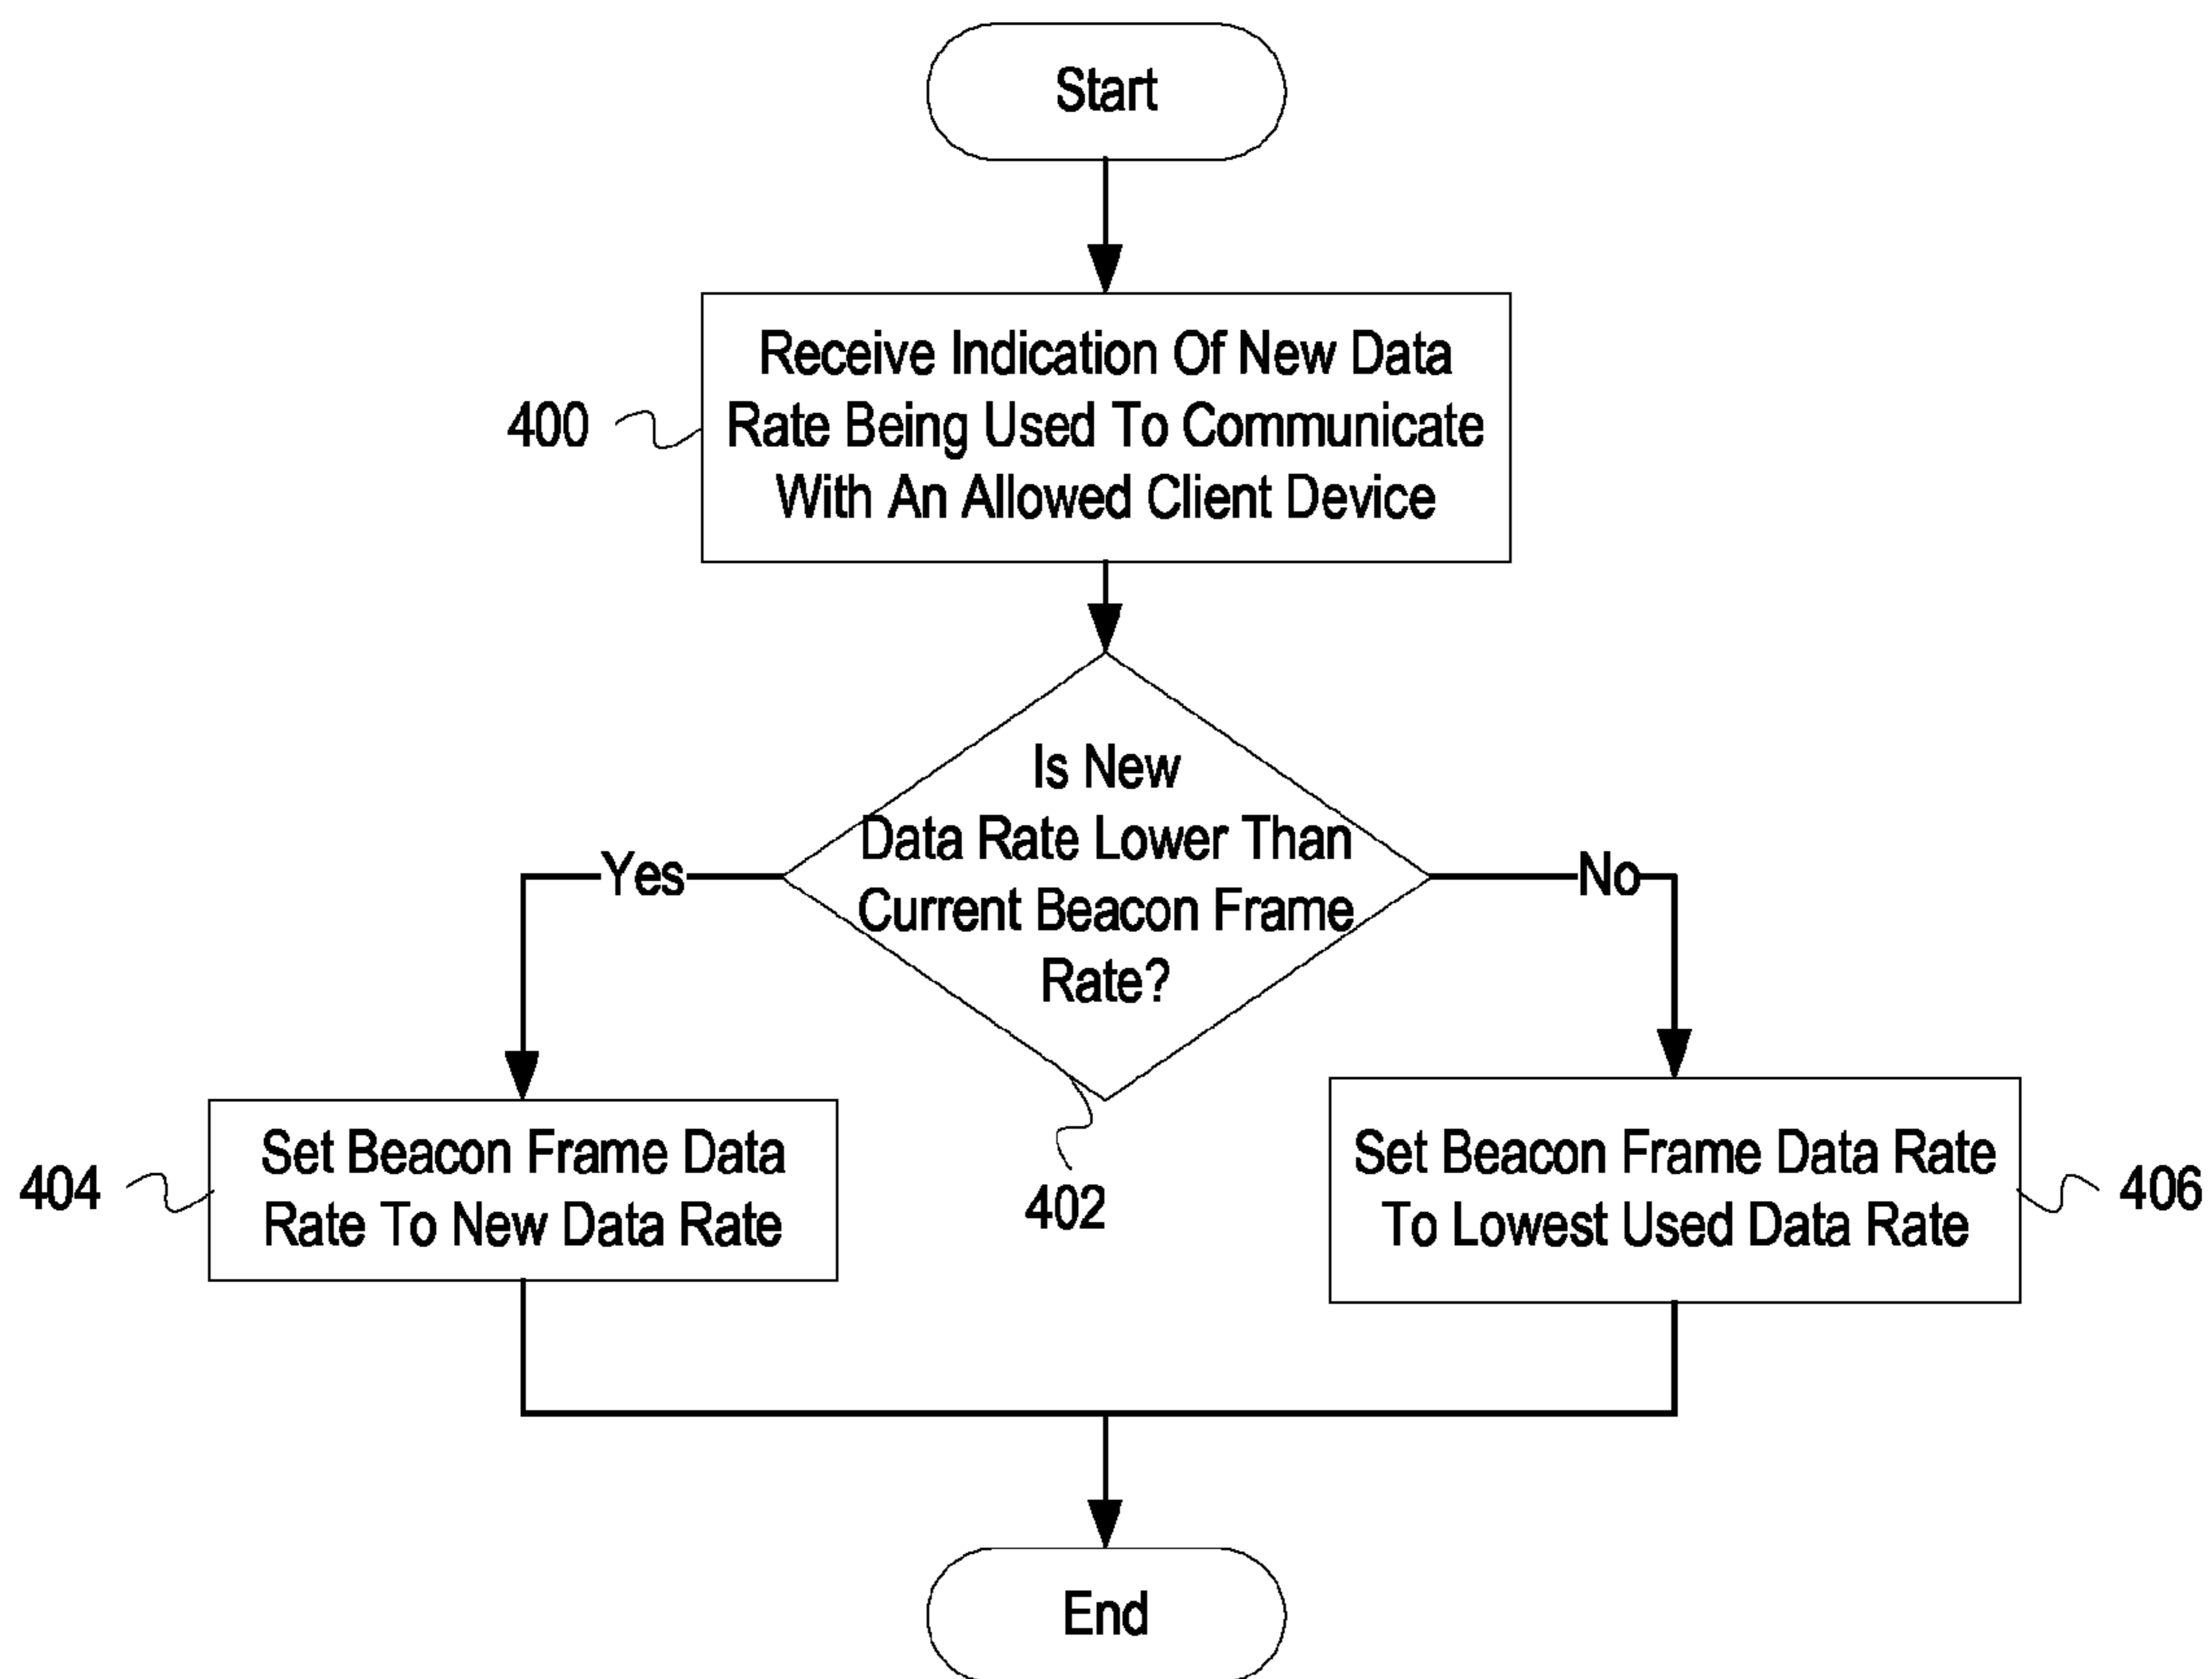 Start
Receive Indication Of New Data
Rate Being Used To Communicate
With An Allowed Client Device
400
Is New
Data Rate Lower Than
Current Beacon Frame
Rate?
Yes
No
402
Set Beacon Frame Data
Rate To New Data Rate
404
Set Beacon Frame Data Rate
To Lowest Used Data Rate
406
End